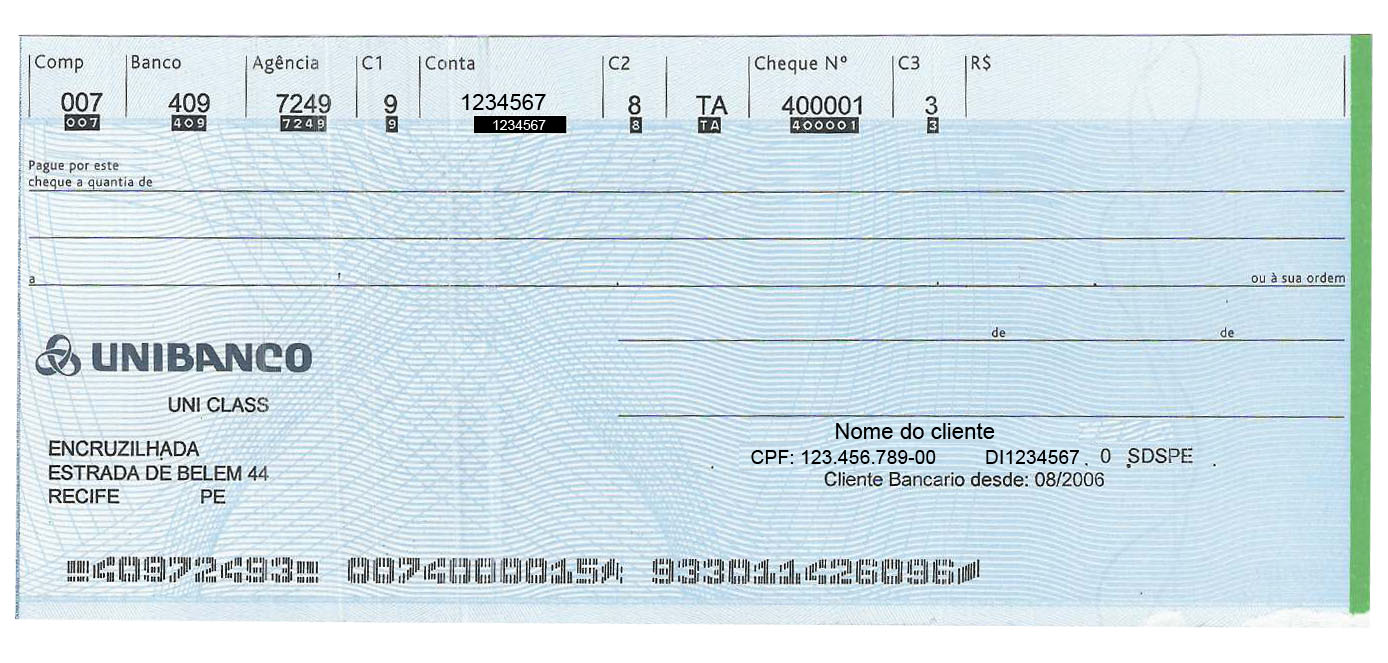 Comp Banco Agência C1 Conta C2 Cheque Nº C3 R$
007 409 7249 9 1234567 8 TA 400001 3
007 409 7249 9 1234567 8 TA 400001 3
Pague por este
cheque a quantia de
a ou à sua ordem
de de
UNIBANCO
UNI CLASS
ENCRUZILHADA
ESTRADA DE BELEM 44
RECIFE PE
Nome do cliente
CPF: 123.456.789-00 DI1234567 0 SDSPE
Cliente Bancario desde: 08/2006
40972493 0074000015 933011426096